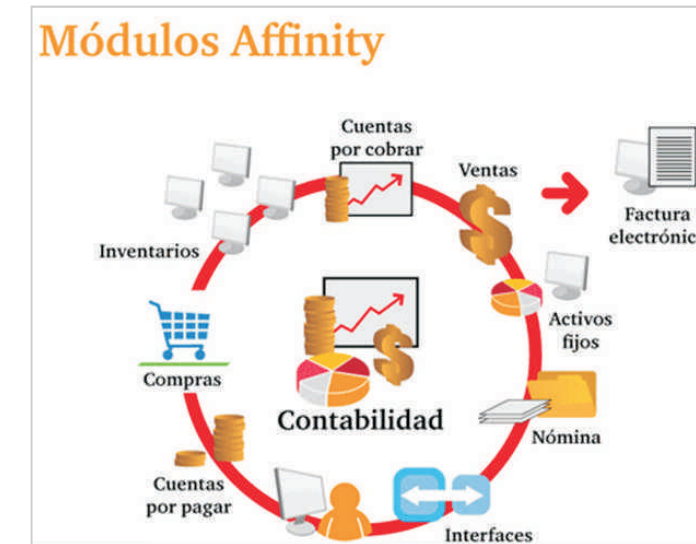 Módulos Affinity
Cuentas
por cobrar
Ventas
Factura
electrónic
Inventarios
Activos
fijos
Compras
Contabilidad
Nómina
Cuentas
por pagar
Interfaces